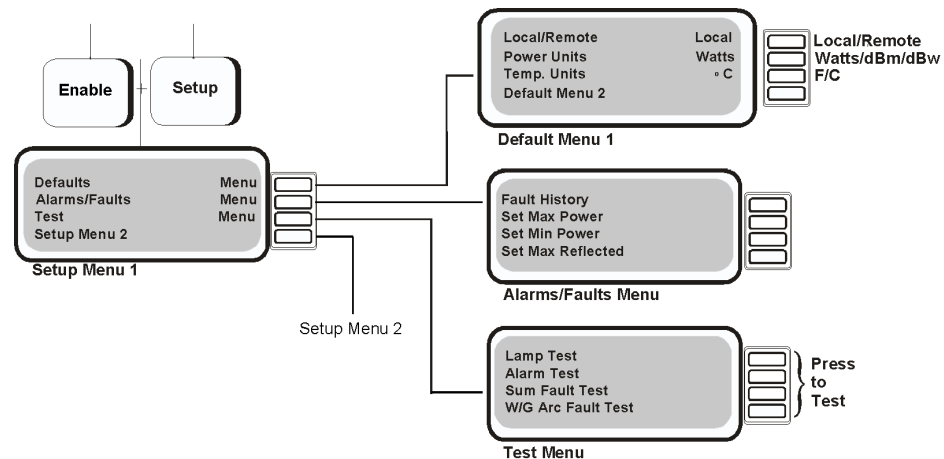 Enable + Setup
Defaults Menu
Alarms/Faults Menu
Test Menu
Setup Menu 2
Setup Menu 1
Setup Menu 2
Local/Remote Local
Power Units Watts
Temp. Units ° C
Default Menu 2
Default Menu 1
Local/Remote
Watts/dBm/dBw
F/C
Fault History
Set Max Power
Set Min Power
Set Max Reflected
Alarms/Faults Menu
Lamp Test
Alarm Test
Sum Fault Test
W/G Arc Fault Test
Test Menu
Press
to
Test